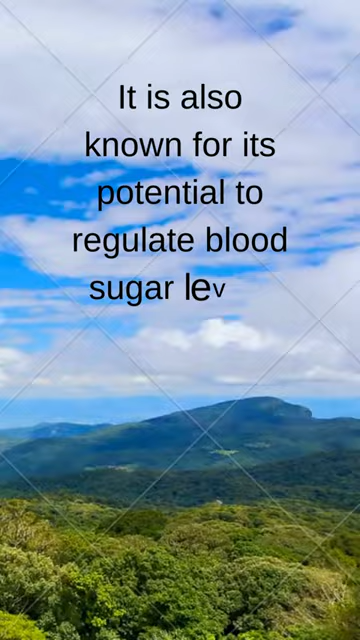 It is also
known for its
potential to
regulate blood
sugar lev